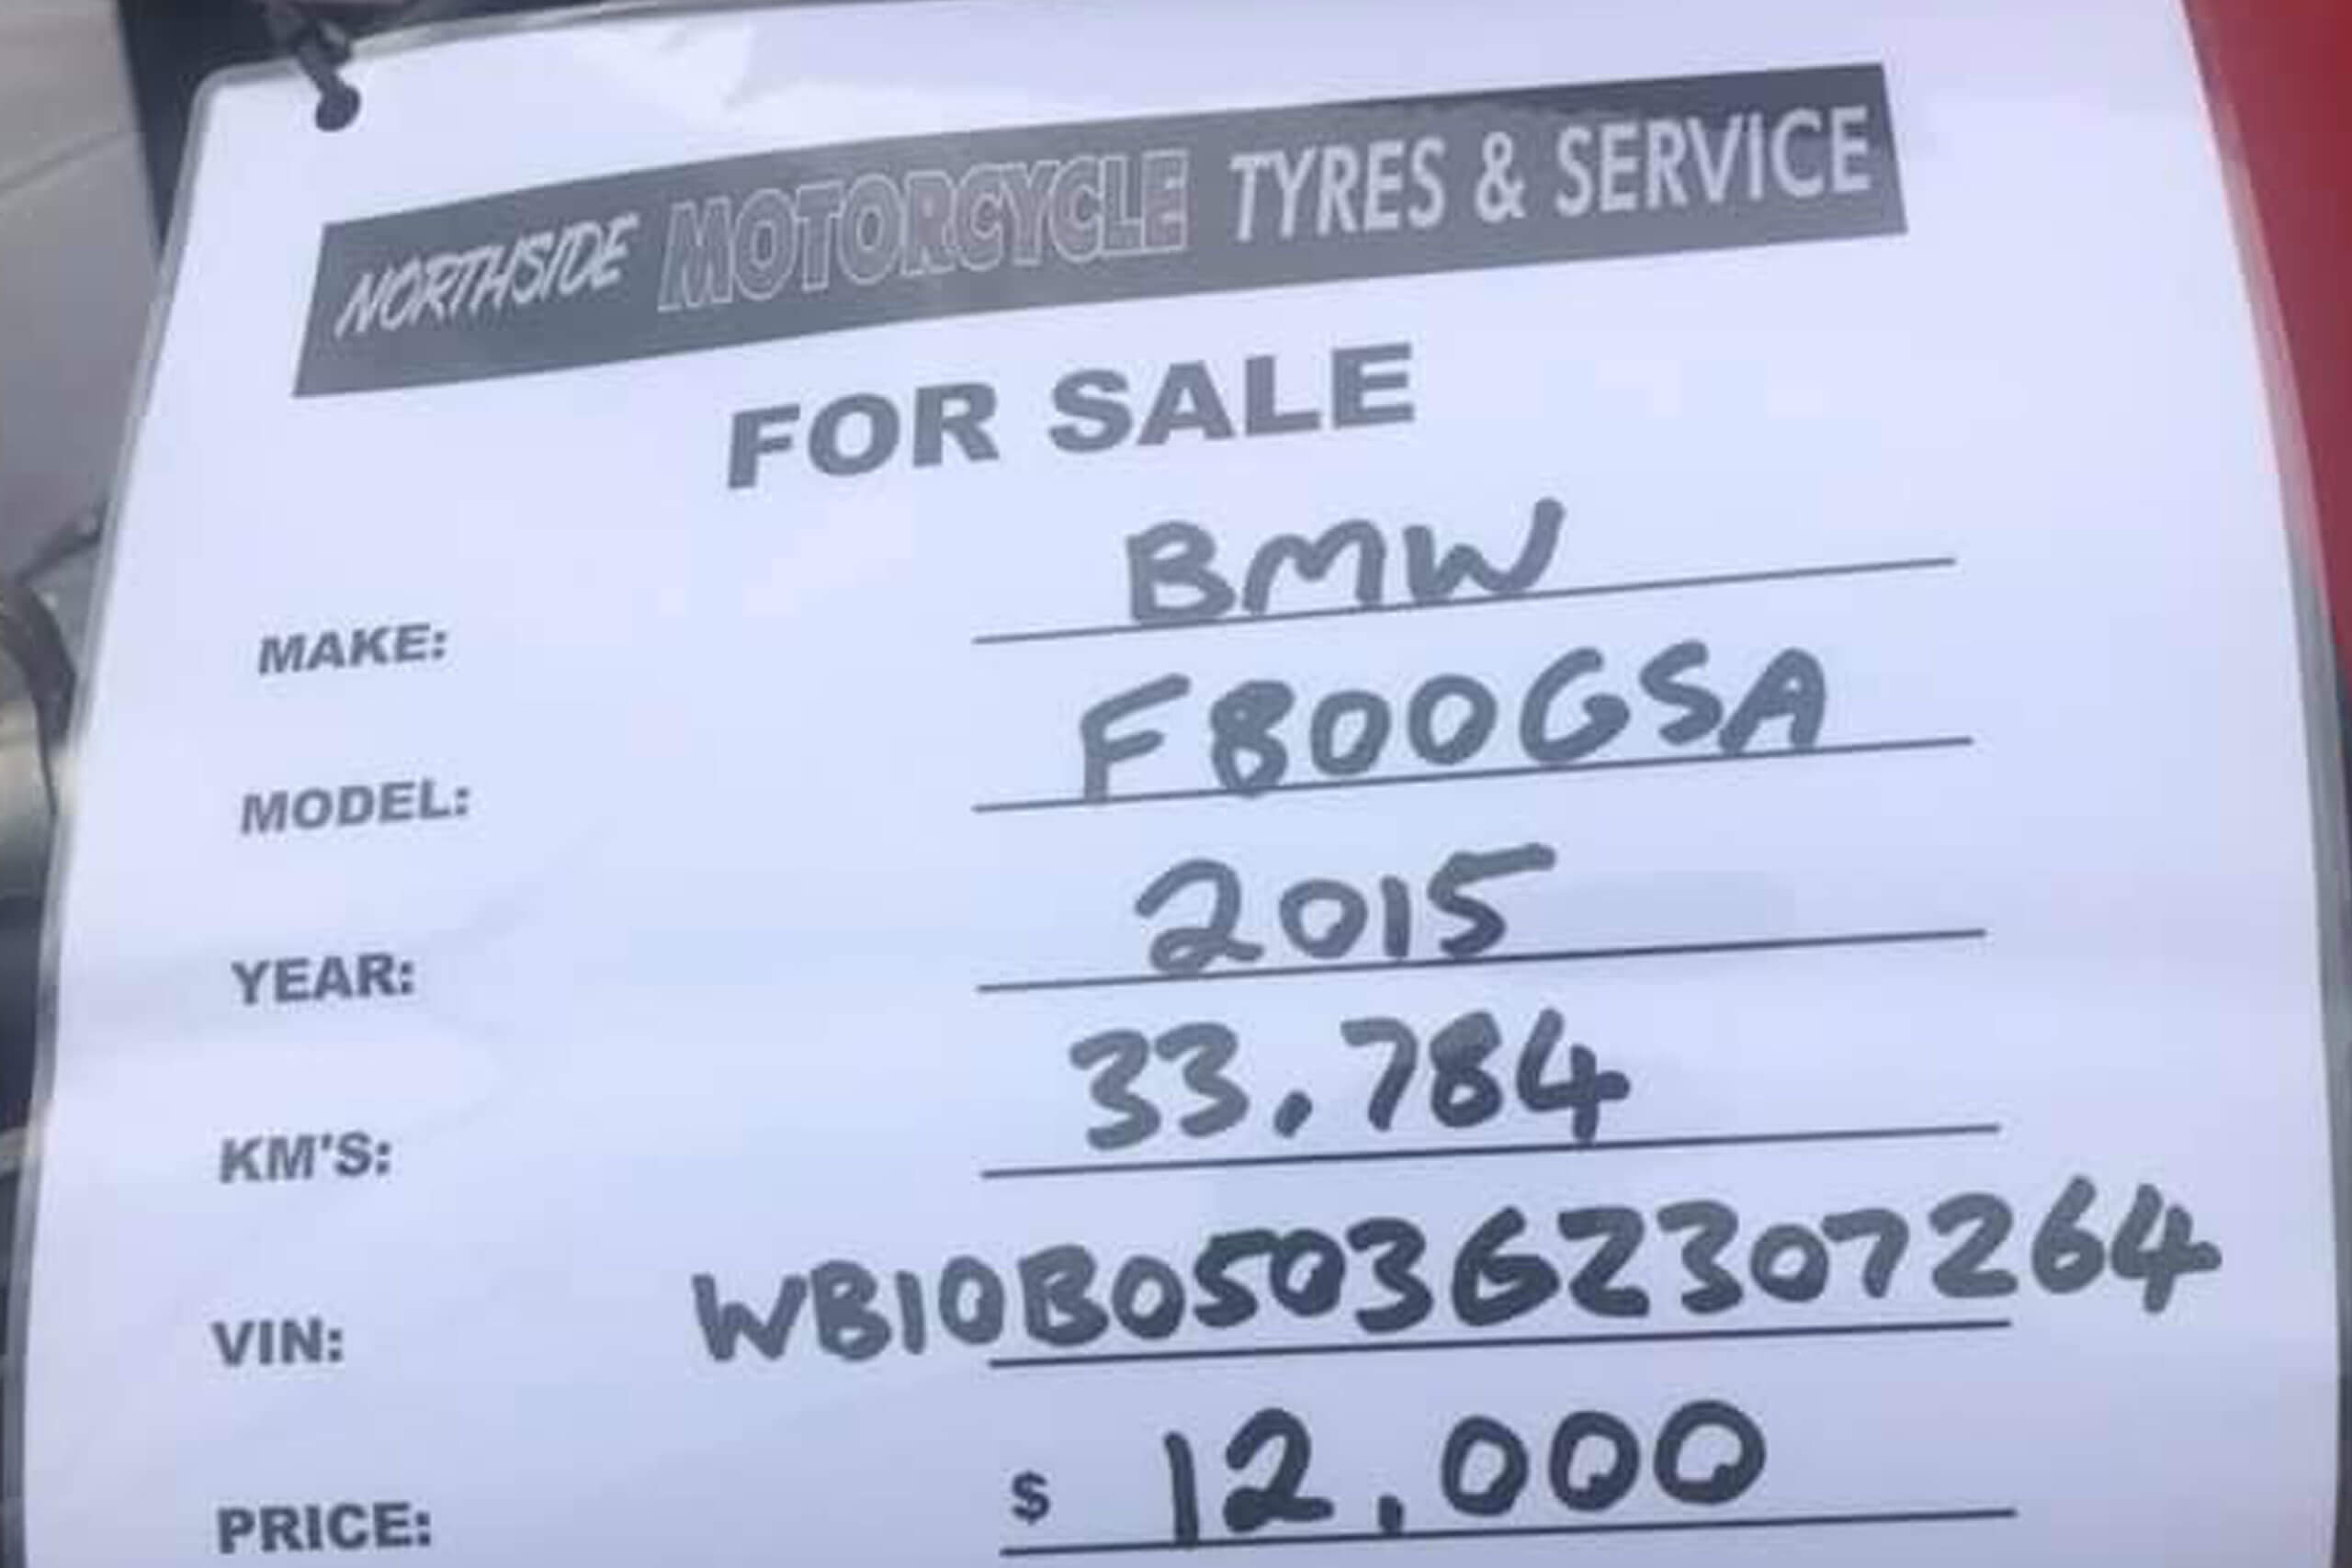 NORTHSIDE MOTORCYCLE TYRES & SERVICE
FOR SALE
MAKE: BMW
MODEL: F800GSA
YEAR: 2015
KM'S: 33,784
VIN: WB10B0503GZ307264
PRICE: $ 12,000